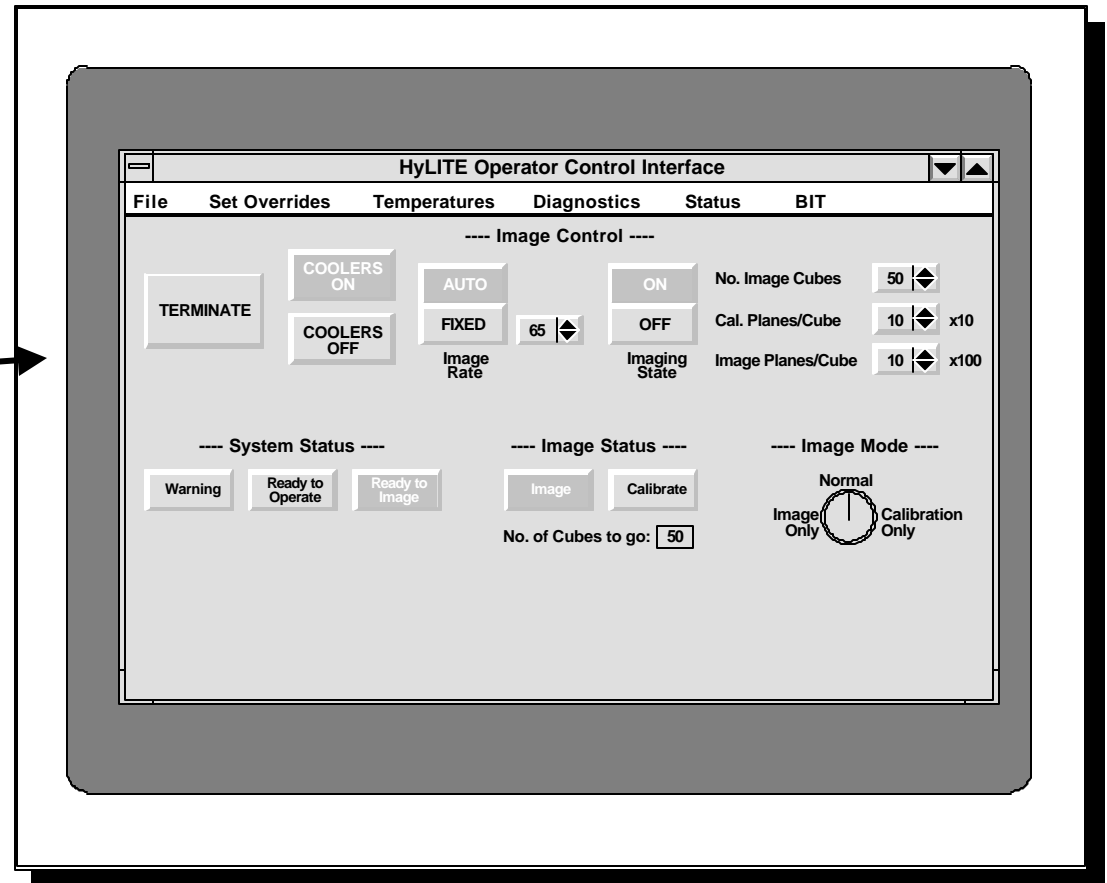 HyLITE Operator Control Interface
File Set Overrides Temperatures Diagnostics Status BIT
---- Image Control ----
TERMINATE
COOLERS
ON
COOLERS
OFF
AUTO
FIXED
Image
Rate
65
ON
OFF
Imaging
State
No. Image Cubes 50
Cal. Planes/Cube 10 x10
Image Planes/Cube 10 x100
---- System Status ----
Warning
Ready to
Operate
Ready to
Image
---- Image Status ----
Image
Calibrate
No. of Cubes to go: 50
---- Image Mode ----
Normal
Image
Only
Calibration
Only